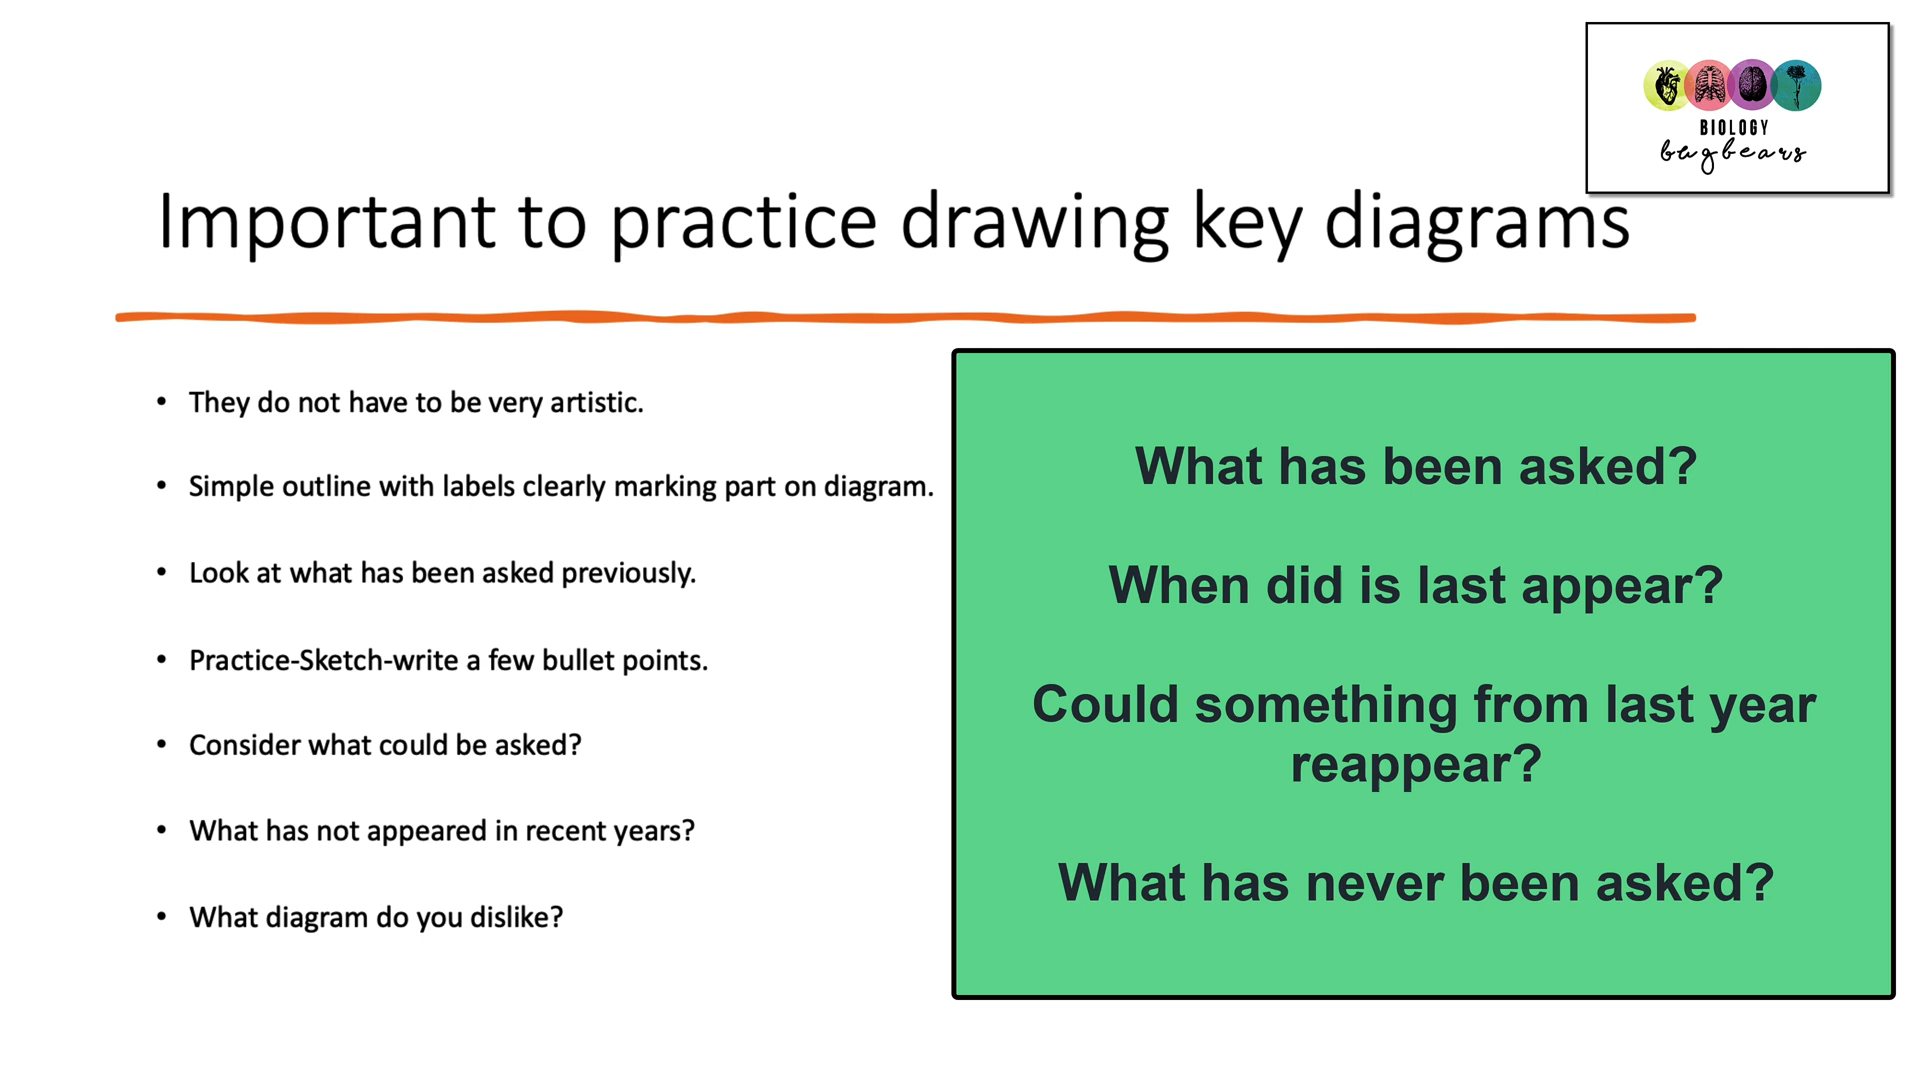 BIOLOGY
bugbears
Important to practice drawing key diagrams
• They do not have to be very artistic.
• Simple outline with labels clearly marking part on diagram.
• Look at what has been asked previously.
• Practice-Sketch-write a few bullet points.
• Consider what could be asked?
• What has not appeared in recent years?
• What diagram do you dislike?
What has been asked?
When did is last appear?
Could something from last year
reappear?
What has never been asked?